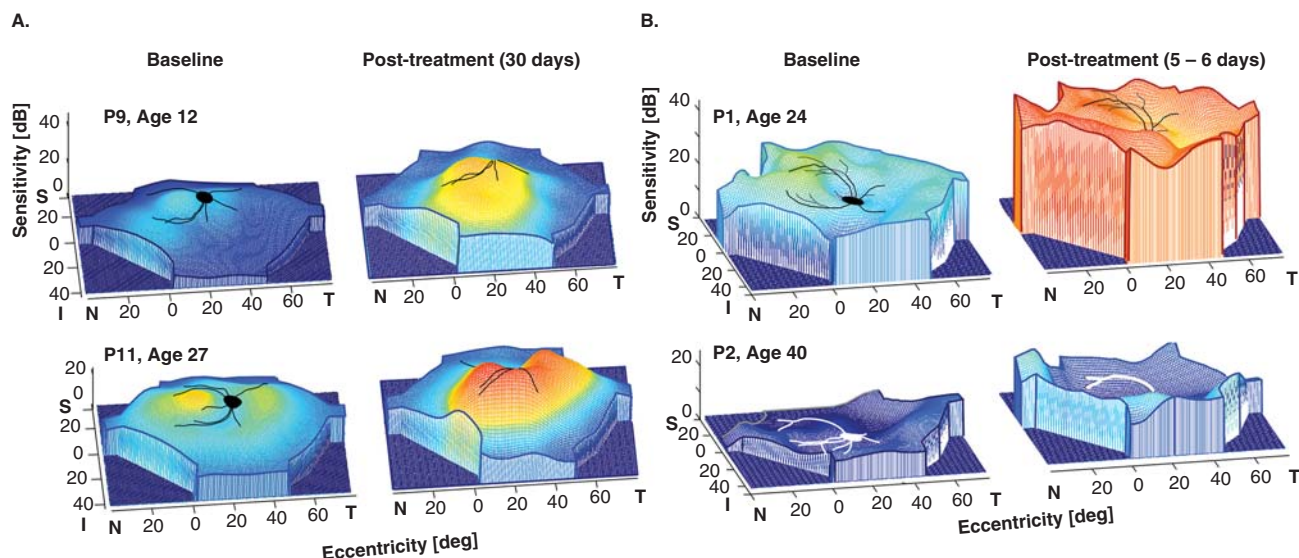 A.
Baseline
Post-treatment (30 days)
Sensitivity [dB]
P9, Age 12
40
20
0
S
20
0
20
40
I N 20 0 20 40 60 T
N 20 0 20 40 60 T
P11, Age 27
20
0
S
20
0
20
40
I N 20 0 20 40 60 T
N 20 0 20 40 60 T
Eccentricity [deg]
B.
Baseline
Post-treatment (5 – 6 days)
Sensitivity [dB]
P1, Age 24
40
20
0
S
20
0
20
40
I N 20 0 20 40 60 T
N 20 0 20 40 60 T
P2, Age 40
20
0
S
20
0
20
40
I N 20 0 20 40 60 T
N 20 0 20 40 60 T
Eccentricity [deg]